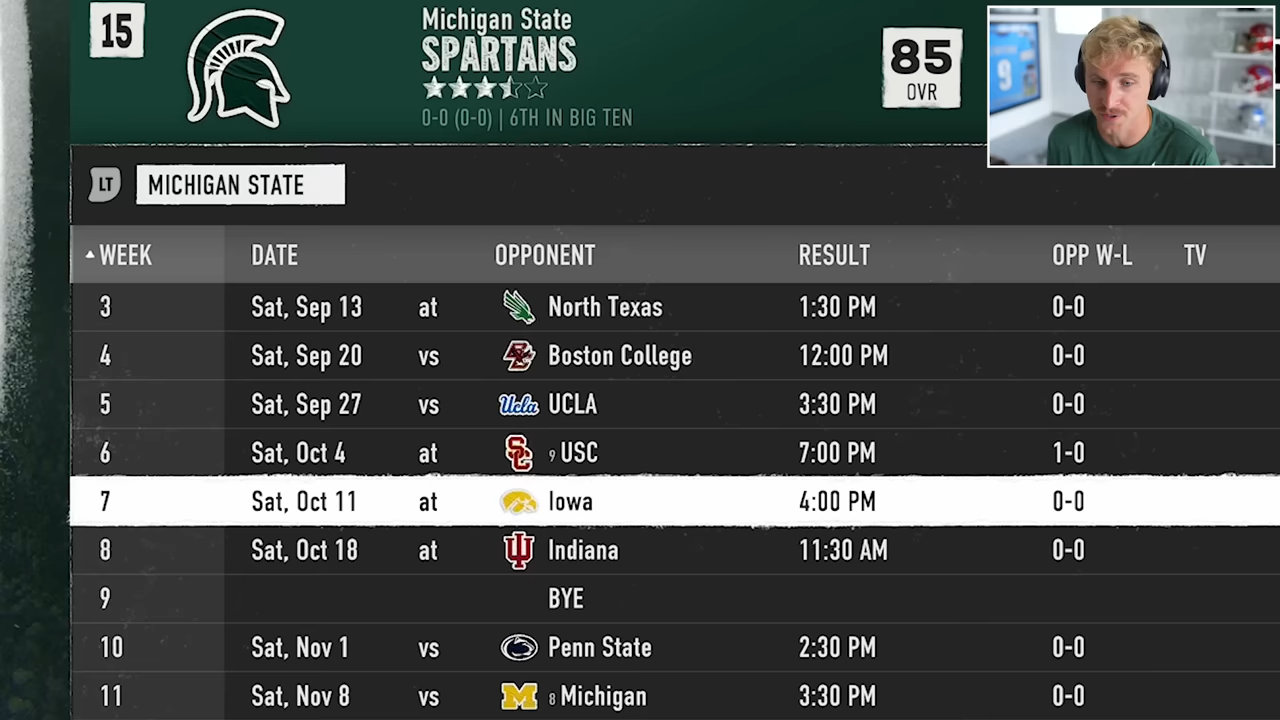 15
Michigan State
SPARTANS
0-0 (0-0) | 6TH IN BIG TEN
85
OVR
9
LT MICHIGAN STATE
WEEK DATE OPPONENT RESULT OPP W-L TV
3 Sat, Sep 13 at North Texas 1:30 PM 0-0
4 Sat, Sep 20 vs BC Boston College 12:00 PM 0-0
5 Sat, Sep 27 vs Ucla UCLA 3:30 PM 0-0
6 Sat, Oct 4 at SC 9 USC 7:00 PM 1-0
7 Sat, Oct 11 at Iowa 4:00 PM 0-0
8 Sat, Oct 18 at IU Indiana 11:30 AM 0-0
9 BYE
10 Sat, Nov 1 vs Penn State 2:30 PM 0-0
11 Sat, Nov 8 vs M 8 Michigan 3:30 PM 0-0